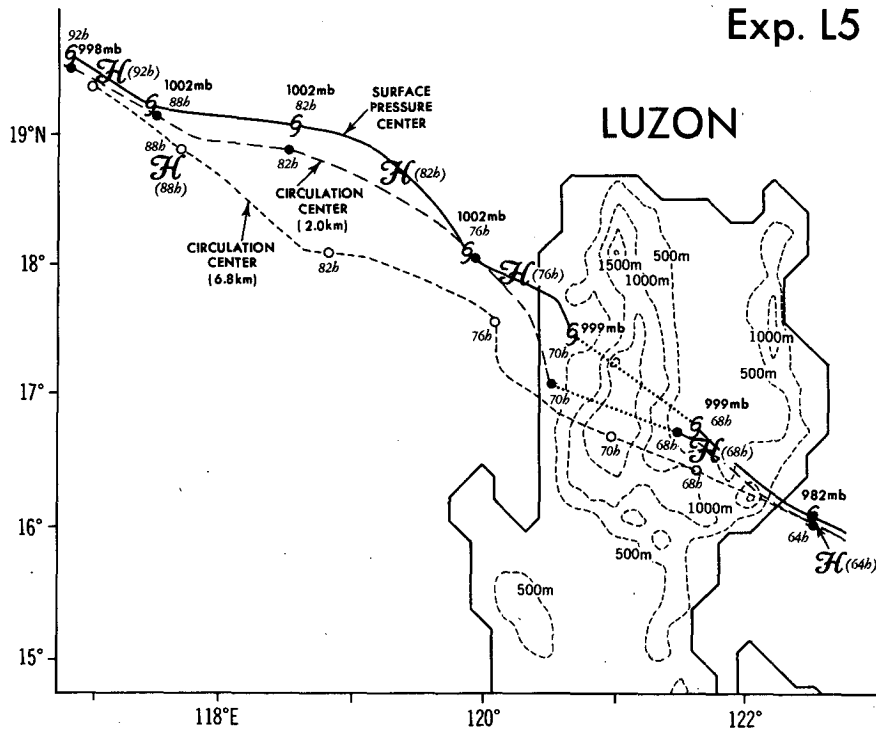 Exp. L5
92h
998mb
H (92h)
1002mb
88h
1002mb
82h
SURFACE
PRESSURE
CENTER
LUZON
19°N
88h
H
(88h)
82h
H (82h)
CIRCULATION
CENTER
(2.0km)
1002mb
76h
CIRCULATION
CENTER
(6.8km)
82h
18°
H (76h)
1500m
500m
1000m
76h
999mb
70h
1000m
500m
17°
70h
999mb
68h
70h
68h
H (68h)
68h
1000m
982mb
16°
64h
500m
H (64h)
500m
15°
118°E
120°
122°